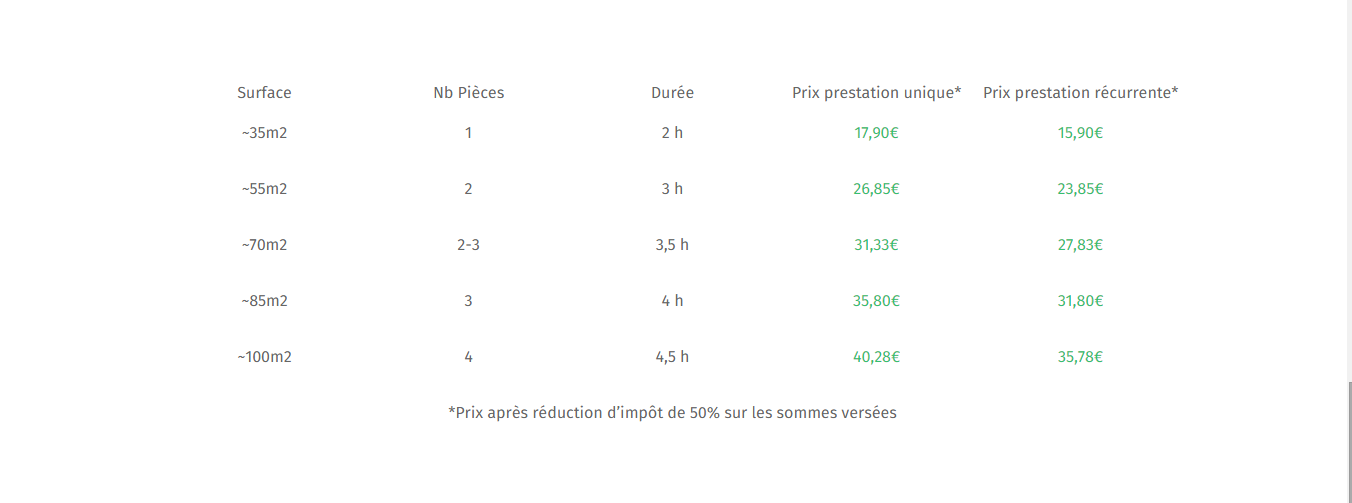 Surface Nb Pièces Durée Prix prestation unique* Prix prestation récurrente*
~35m2 1 2 h 17,90€ 15,90€
~55m2 2 3 h 26,85€ 23,85€
~70m2 2-3 3,5 h 31,33€ 27,83€
~85m2 3 4 h 35,80€ 31,80€
~100m2 4 4,5 h 40,28€ 35,78€
*Prix après réduction d’impôt de 50% sur les sommes versées